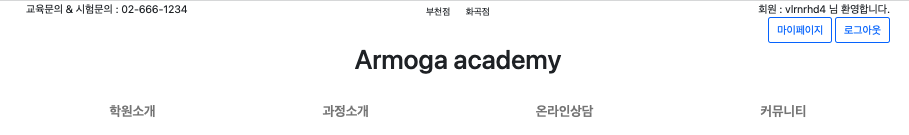 교육문의 & 시험문의 : 02-666-1234 부천점 화곡점 회원 : vlrnrhd4 님 환영합니다.
마이페이지 로그아웃
Armoga academy
학원소개 과정소개 온라인상담 커뮤니티